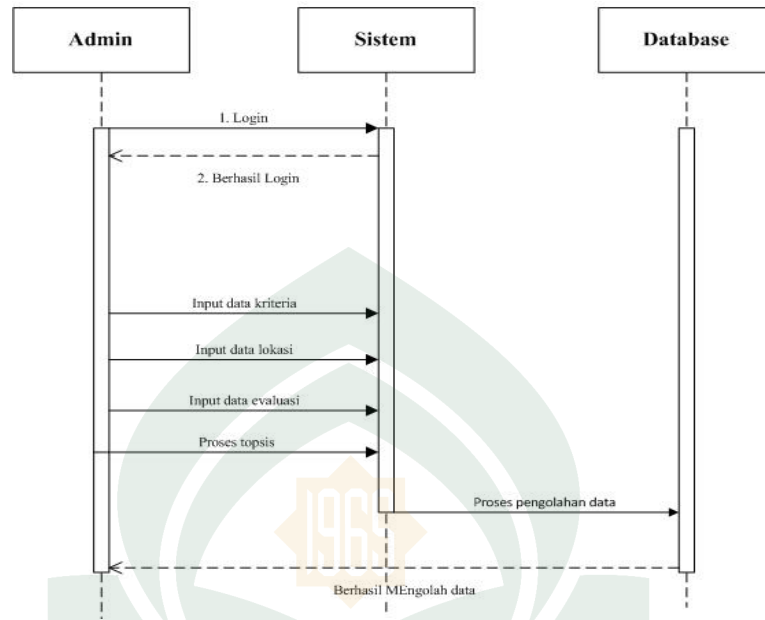 Admin
Sistem
Database
1. Login
2. Berhasil Login
Input data kriteria
Input data lokasi
Input data evaluasi
Proses topsis
Proses pengolahan data
1965
Berhasil MEngolah data